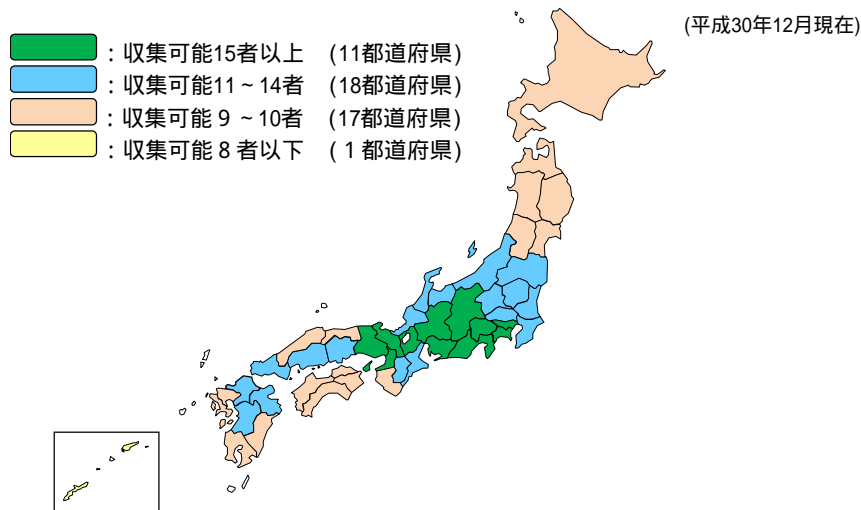 (平成30年12月現在)
：収集可能15者以上　(11都道府県)
：収集可能11～14者　(18都道府県)
：収集可能９～10者　(17都道府県)
：収集可能８者以下　(１都道府県)